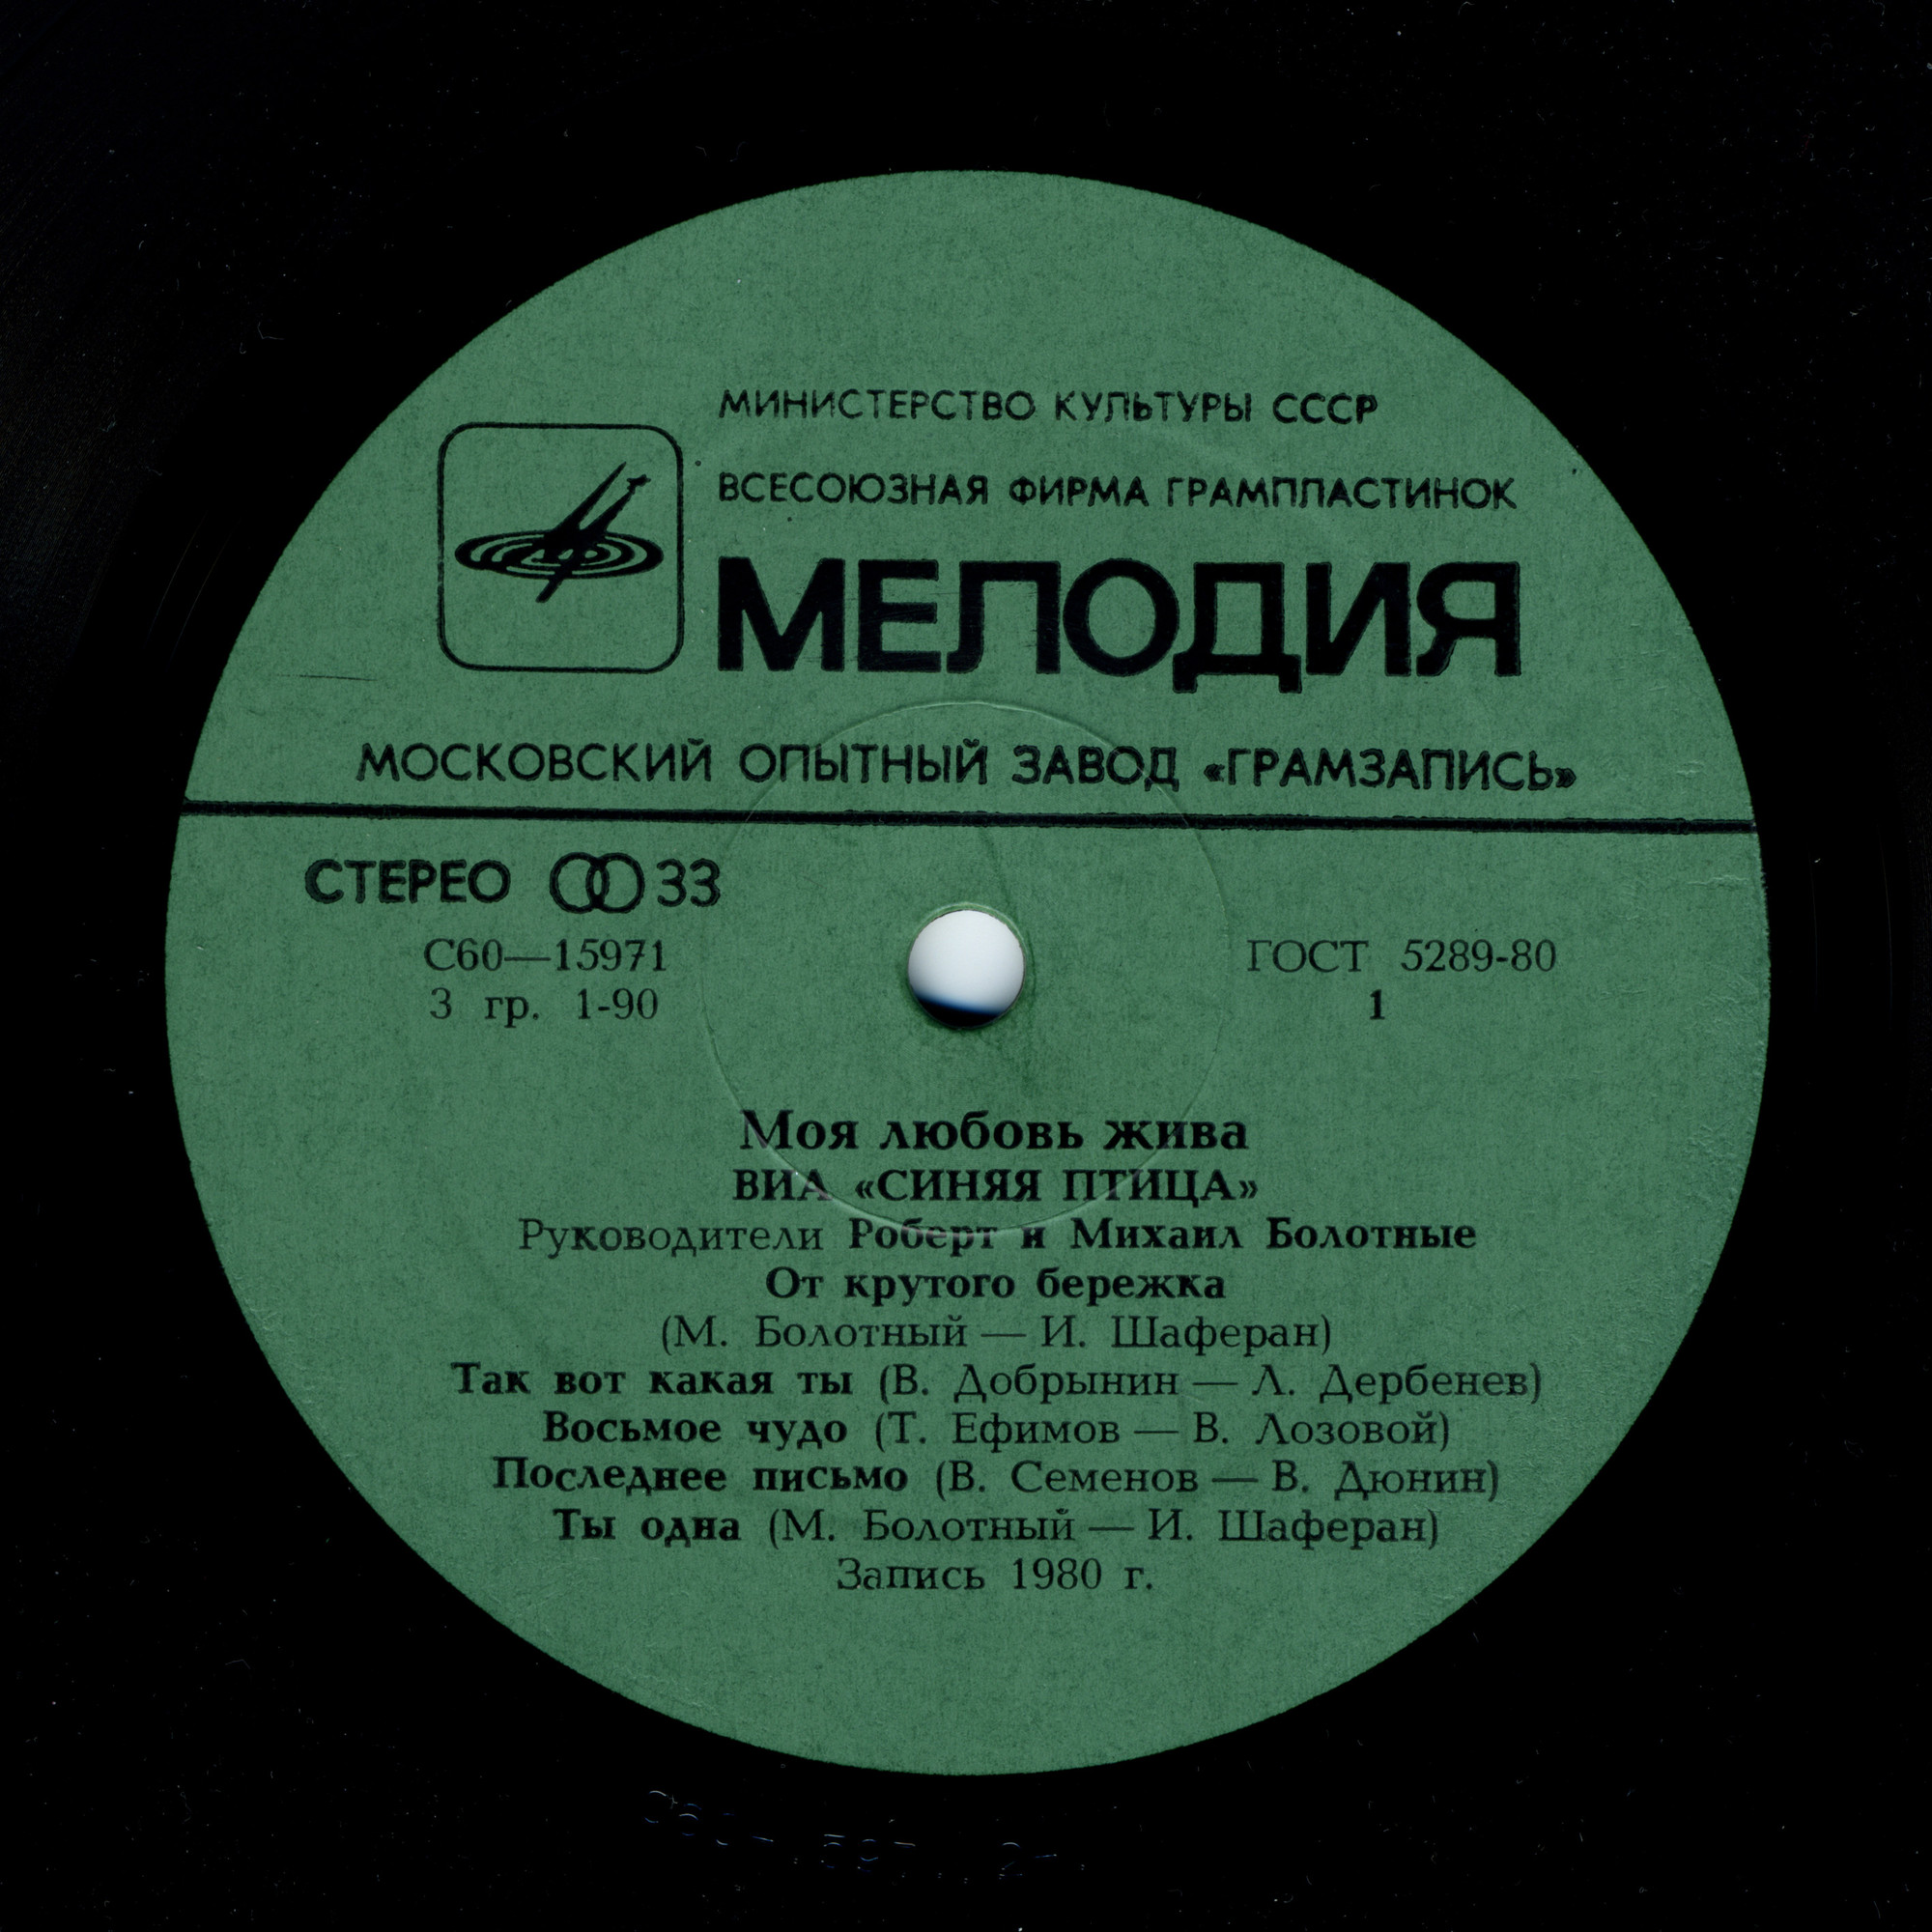 МИНИСТЕРСТВО КУЛЬТУРЫ СССР
ВСЕСОЮЗНАЯ ФИРМА ГРАМПЛАСТИНОК
МЕЛОДИЯ
МОСКОВСКИЙ ОПЫТНЫЙ ЗАВОД «ГРАМЗАПИСЬ»
СТЕРЕО 33
С60—15971
3 гр. 1-90
ГОСТ 5289-80
1
Моя любовь жива
ВИА «СИНЯЯ ПТИЦА»
Руководители Роберт и Михаил Болотные
От крутого бережка
(М. Болотный — И. Шаферан)
Так вот какая ты (В. Добрынин — Л. Дербенев)
Восьмое чудо (Т. Ефимов — В. Лозовой)
Последнее письмо (В. Семенов — В. Дюнин)
Ты одна (М. Болотный — И. Шаферан)
Запись 1980 г.